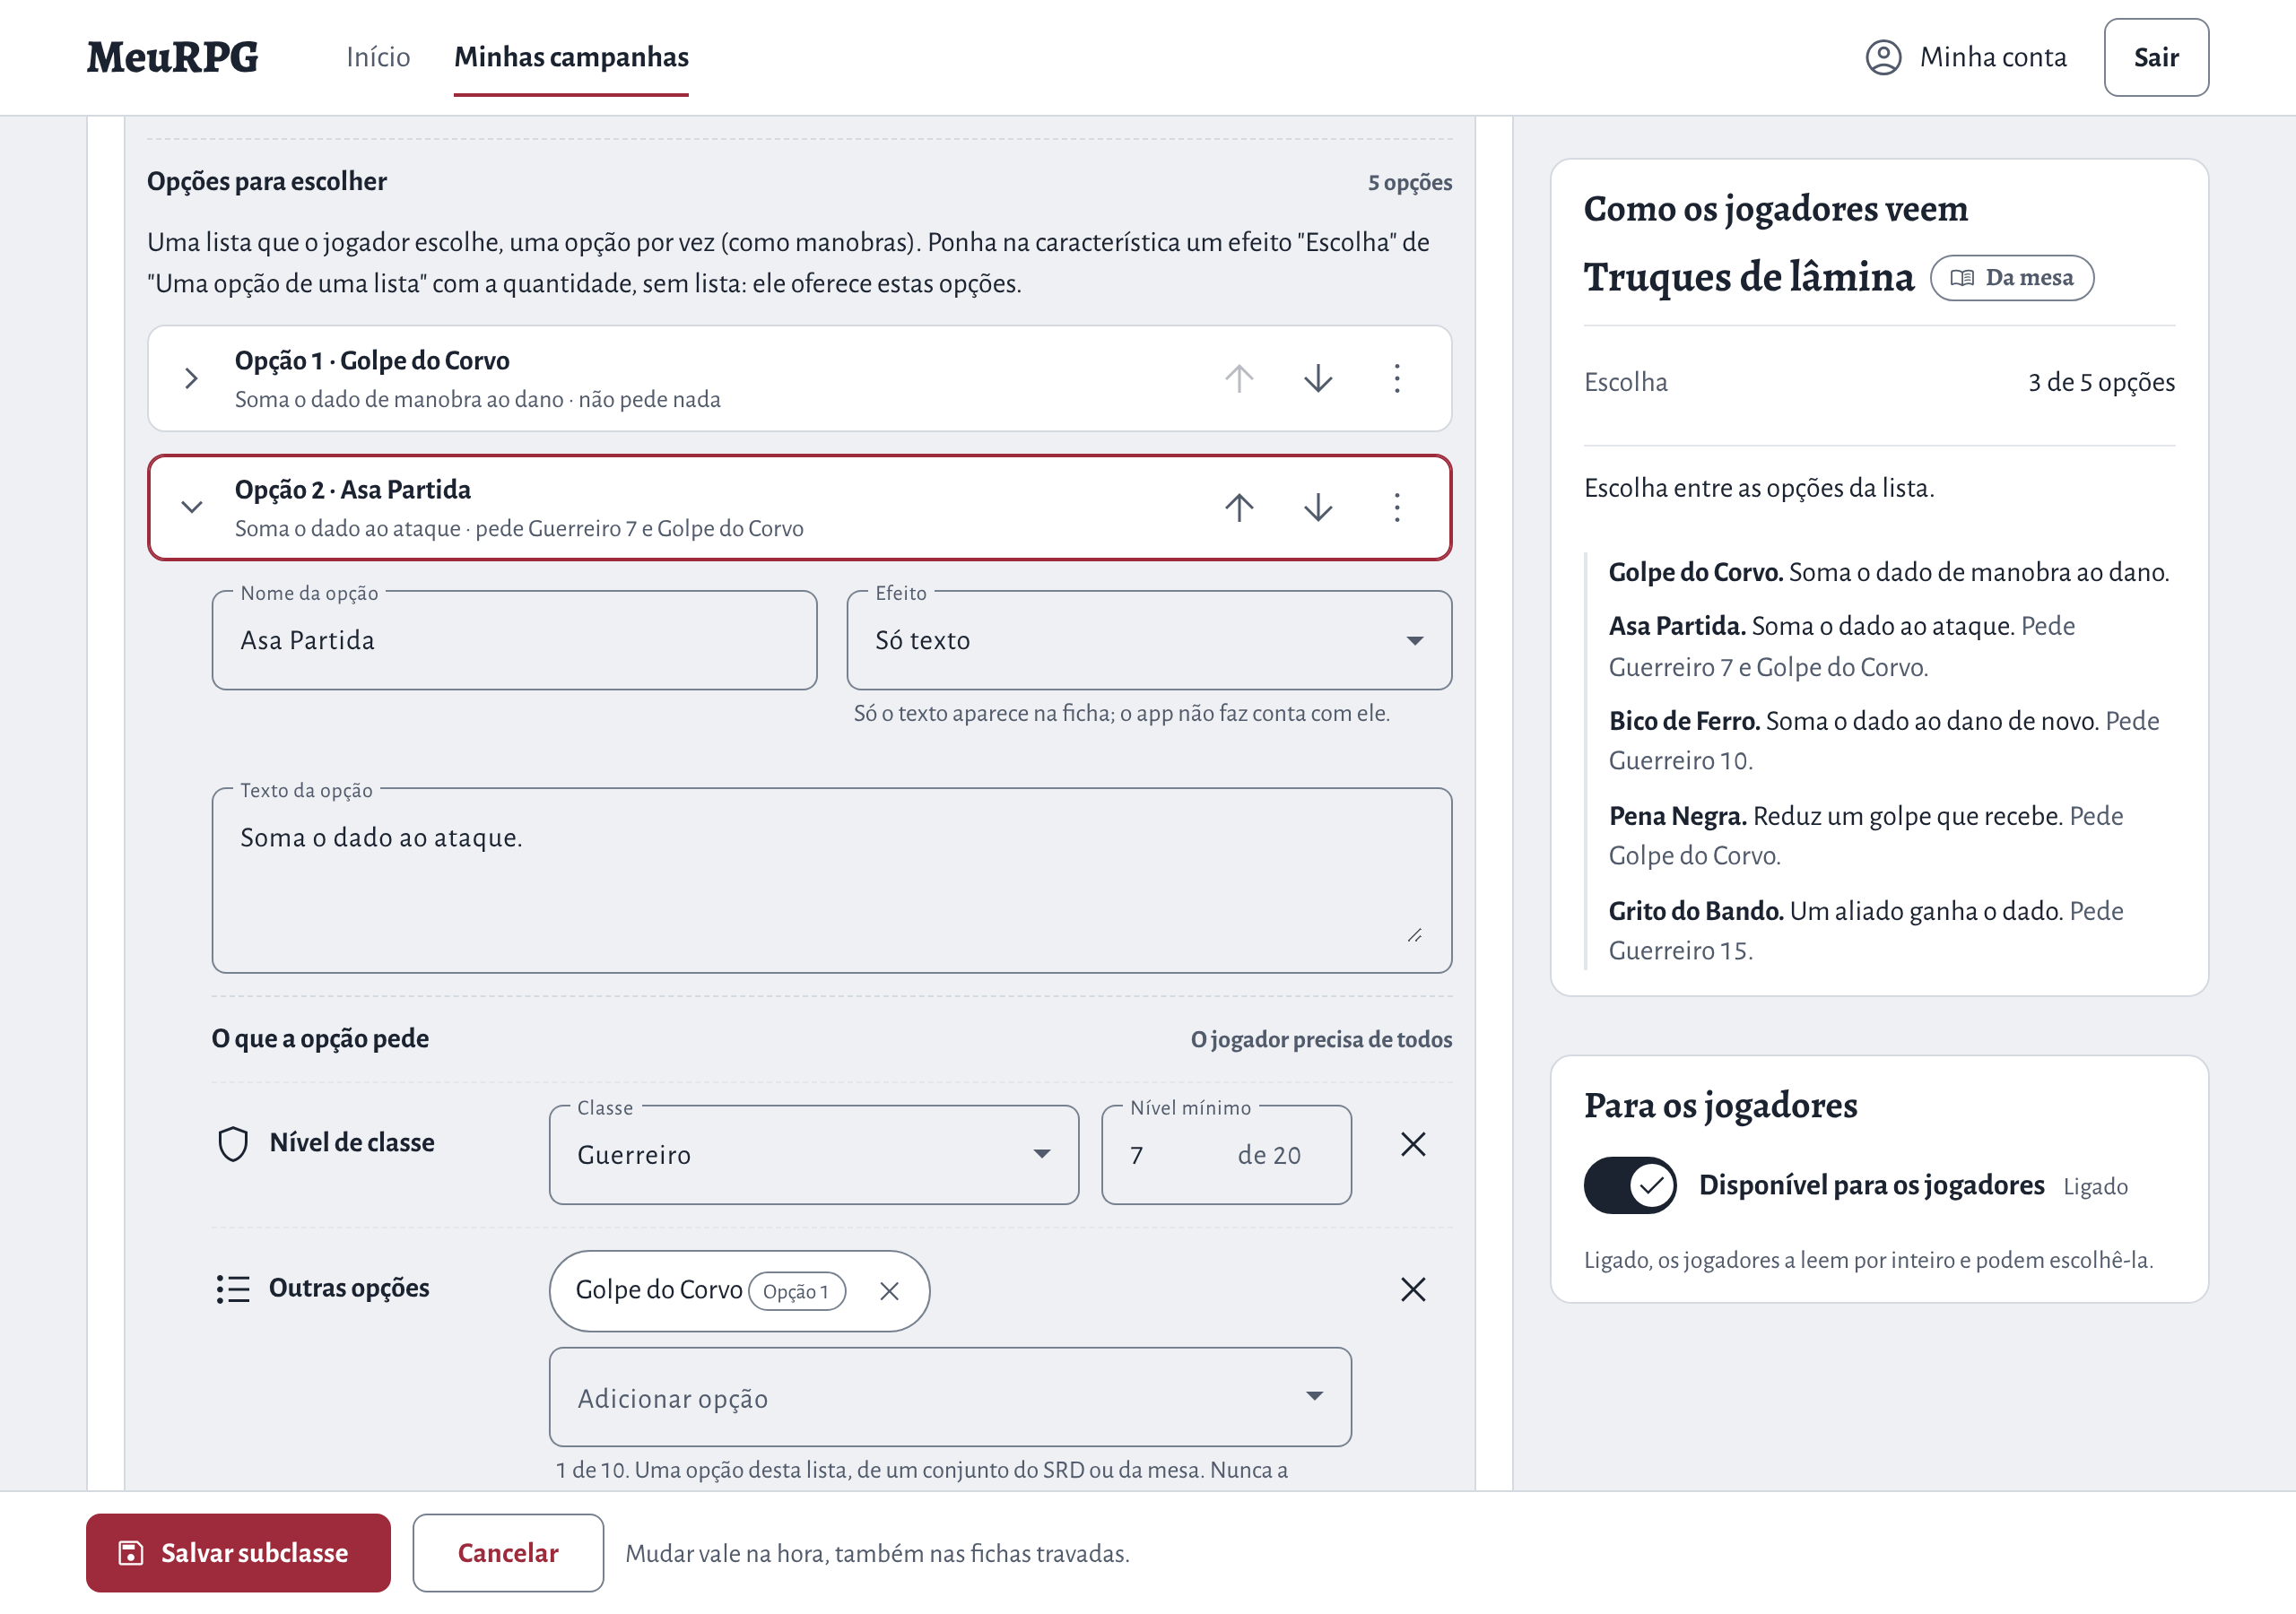 MeuRPG
Início
Minhas campanhas
Minha conta
Sair
Opções para escolher
5 opções
Uma lista que o jogador escolhe, uma opção por vez (como manobras). Ponha na característica um efeito "Escolha" de
"Uma opção de uma lista" com a quantidade, sem lista: ele oferece estas opções.
Opção 1 · Golpe do Corvo
Soma o dado de manobra ao dano · não pede nada
Opção 2 · Asa Partida
Soma o dado ao ataque · pede Guerreiro 7 e Golpe do Corvo
Nome da opção
Asa Partida
Efeito
Só texto
Só o texto aparece na ficha; o app não faz conta com ele.
Texto da opção
Soma o dado ao ataque.
O que a opção pede
O jogador precisa de todos
Nível de classe
Classe
Guerreiro
Nível mínimo
7 de 20
Outras opções
Golpe do Corvo Opção 1
Adicionar opção
1 de 10. Uma opção desta lista, de um conjunto do SRD ou da mesa. Nunca a
Como os jogadores veem
Truques de lâmina
Da mesa
Escolha
3 de 5 opções
Escolha entre as opções da lista.
Golpe do Corvo. Soma o dado de manobra ao dano.
Asa Partida. Soma o dado ao ataque. Pede
Guerreiro 7 e Golpe do Corvo.
Bico de Ferro. Soma o dado ao dano de novo. Pede
Guerreiro 10.
Pena Negra. Reduz um golpe que recebe. Pede
Golpe do Corvo.
Grito do Bando. Um aliado ganha o dado. Pede
Guerreiro 15.
Para os jogadores
Disponível para os jogadores Ligado
Ligado, os jogadores a leem por inteiro e podem escolhê-la.
Salvar subclasse
Cancelar
Mudar vale na hora, também nas fichas travadas.